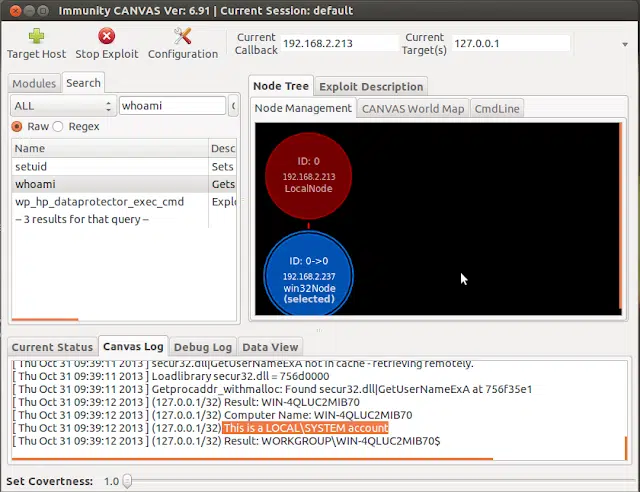 Immunity CANVAS Ver: 6.91 | Current Session: default
Target Host
Stop Exploit
Configuration
Current Callback
192.168.2.213
Current Target(s)
127.0.0.1
Modules
Search
ALL
whoami
Raw
Regex
Name
Desc
setuid
Sets
whoami
Gets
wp_hp_dataprotector_exec_cmd
Explo
-- 3 results for that query --
Node Tree
Exploit Description
Node Management
CANVAS World Map
CmdLine
ID: 0
192.168.2.213
LocalNode
ID: 0->0
192.168.2.237
win32Node
(selected)
Current Status
Canvas Log
Debug Log
Data View
[ Thu Oct 31 09:39:11 2013 ] secur32.dll|GetUserNameExA not in cache - retrieving remotely.
[ Thu Oct 31 09:39:11 2013 ] Loadlibrary secur32.dll = 756d0000
[ Thu Oct 31 09:39:11 2013 ] Getprocaddr_withmalloc: Found secur32.dll|GetUserNameExA at 756f35e1
[ Thu Oct 31 09:39:12 2013 ] (127.0.0.1/32) Result: WIN-4QLUC2MIB70
[ Thu Oct 31 09:39:12 2013 ] (127.0.0.1/32) Computer Name: WIN-4QLUC2MIB70
[ Thu Oct 31 09:39:12 2013 ] (127.0.0.1/32) This is a LOCAL\SYSTEM account
[ Thu Oct 31 09:39:12 2013 ] (127.0.0.1/32) Result: WORKGROUP\WIN-4QLUC2MIB70$
Set Covertness: 1.0